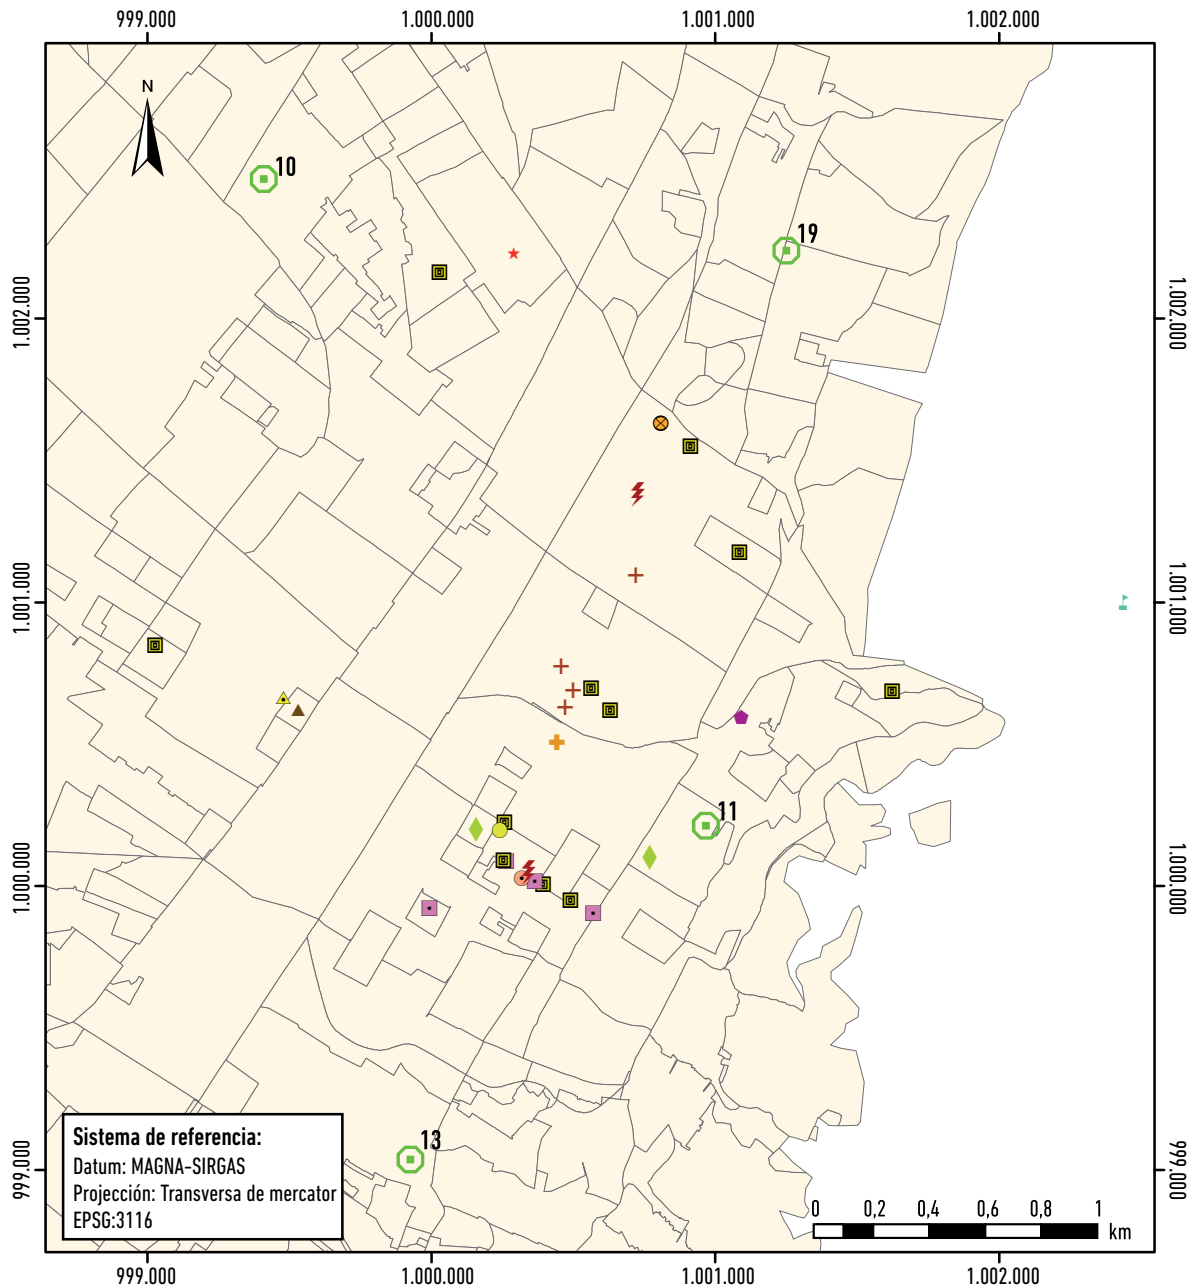 999.000 1.000.000 1.001.000 1.002.000
N
10
19
1.002.000 1.002.000
1.001.000 1.001.000
11
1.000.000 1.000.000
13
999.000 999.000
Sistema de referencia:
Datum: MAGNA-SIRGAS
Projección: Transversa de mercator
EPSG:3116
0 0,2 0,4 0,6 0,8 1
km
999.000 1.000.000 1.001.000 1.002.000